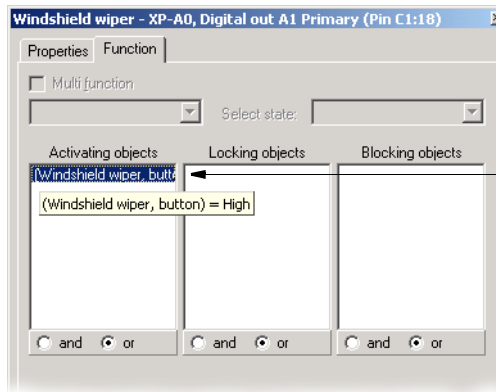 Windshield wiper - XP-A0, Digital out A1 Primary (Pin C1:18)
Properties Function
Multi function
Select state:
Activating objects Locking objects Blocking objects
(Windshield wiper, butt
(Windshield wiper, button) = High
and or and or and or